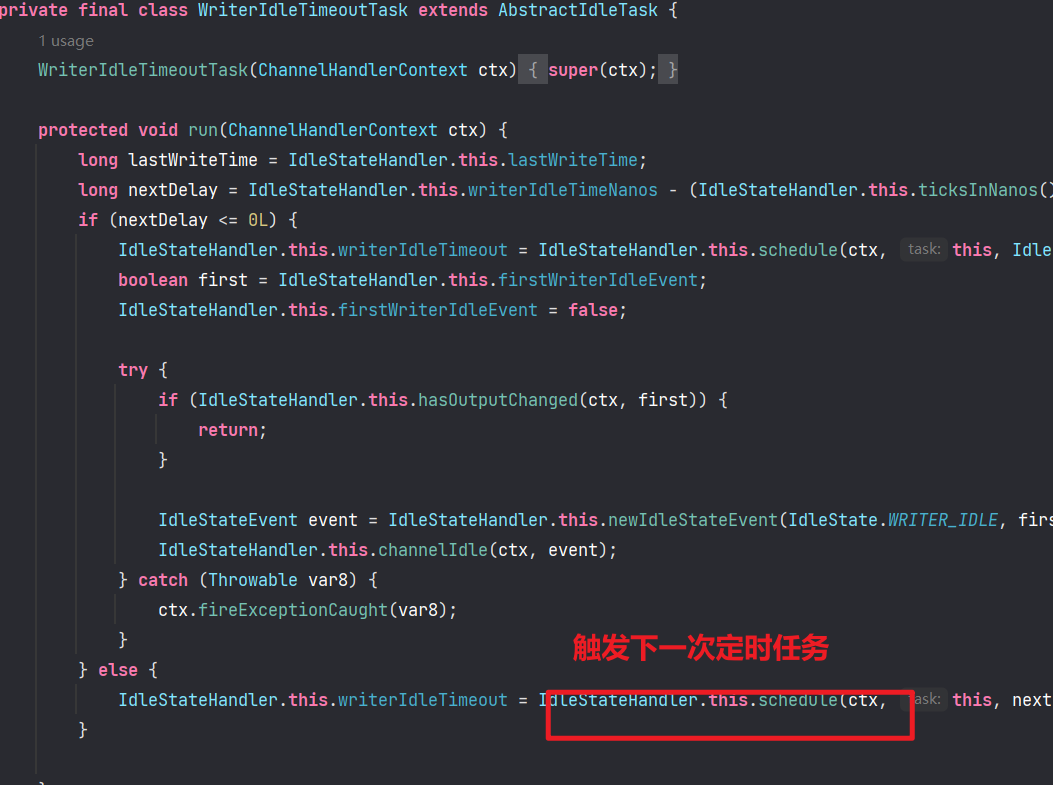 private final class WriterIdleTimeoutTask extends AbstractIdleTask {
1 usage
WriterIdleTimeoutTask(ChannelHandlerContext ctx) { super(ctx); }
protected void run(ChannelHandlerContext ctx) {
long lastWriteTime = IdleStateHandler.this.lastWriteTime;
long nextDelay = IdleStateHandler.this.writerIdleTimeNanos - (IdleStateHandler.this.ticksInNanos()
if (nextDelay <= 0L) {
IdleStateHandler.this.writerIdleTimeout = IdleStateHandler.this.schedule(ctx, task: this, Idle
boolean first = IdleStateHandler.this.firstWriterIdleEvent;
IdleStateHandler.this.firstWriterIdleEvent = false;
try {
if (IdleStateHandler.this.hasOutputChanged(ctx, first)) {
return;
}
IdleStateEvent event = IdleStateHandler.this.newIdleStateEvent(IdleState.WRITER_IDLE, firs
IdleStateHandler.this.channelIdle(ctx, event);
} catch (Throwable var8) {
ctx.fireExceptionCaught(var8);
}
触发下一次定时任务
} else {
IdleStateHandler.this.writerIdleTimeout = IdleStateHandler.this.schedule(ctx, task: this, next
}